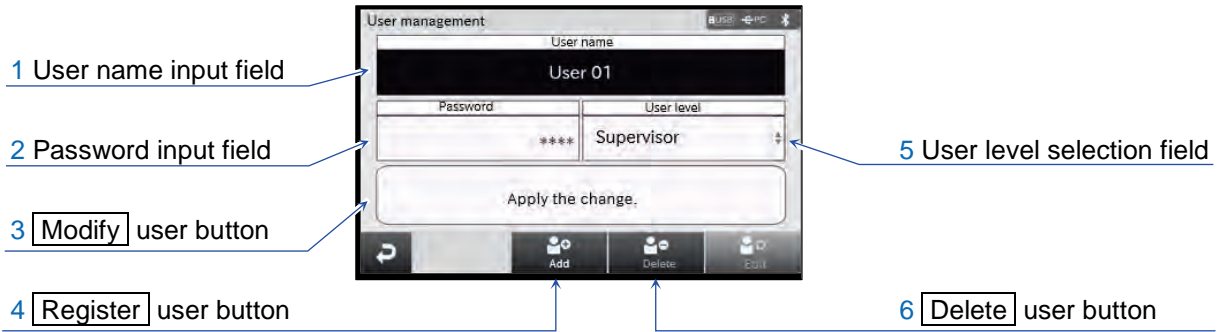 User management
USB PC
User name
1 User name input field
User 01
Password User level
**** Supervisor
2 Password input field
5 User level selection field
Apply the change.
3 Modify user button
Add Delete Edit
4 Register user button
6 Delete user button